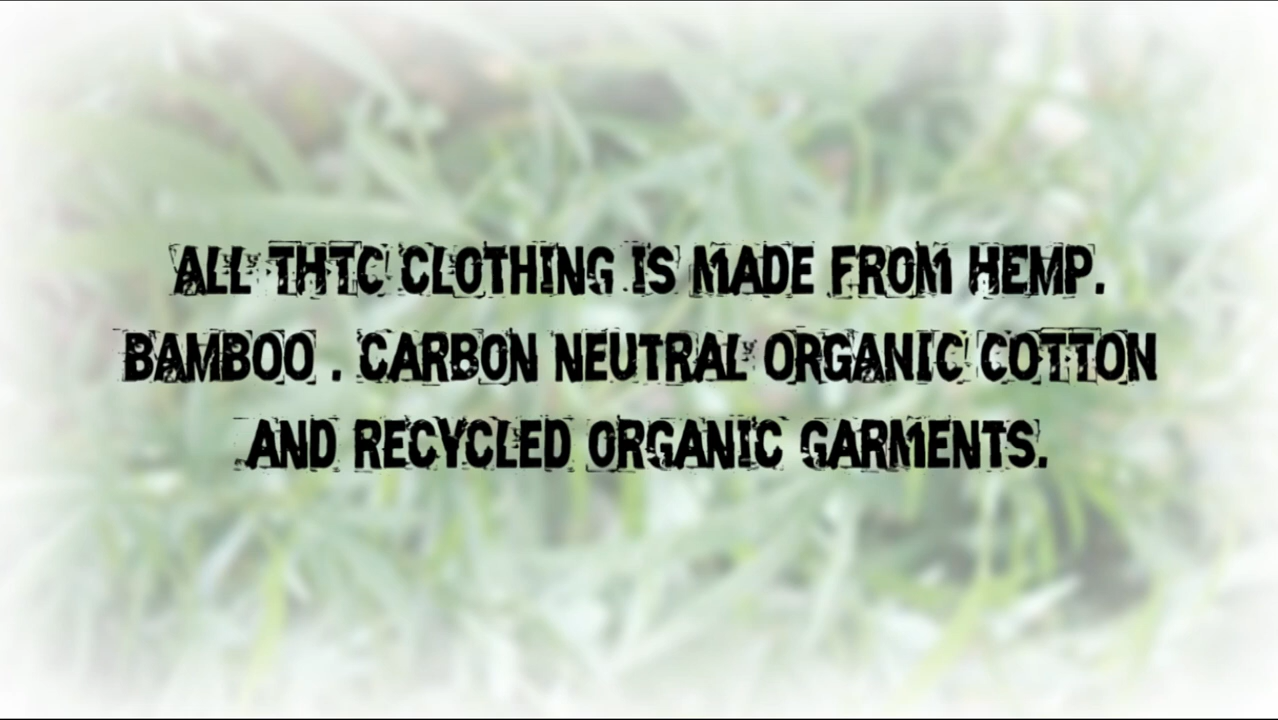 ALL THTC CLOTHING IS MADE FROM HEMP.
BAMBOO . CARBON NEUTRAL ORGANIC COTTON
AND RECYCLED ORGANIC GARMENTS.